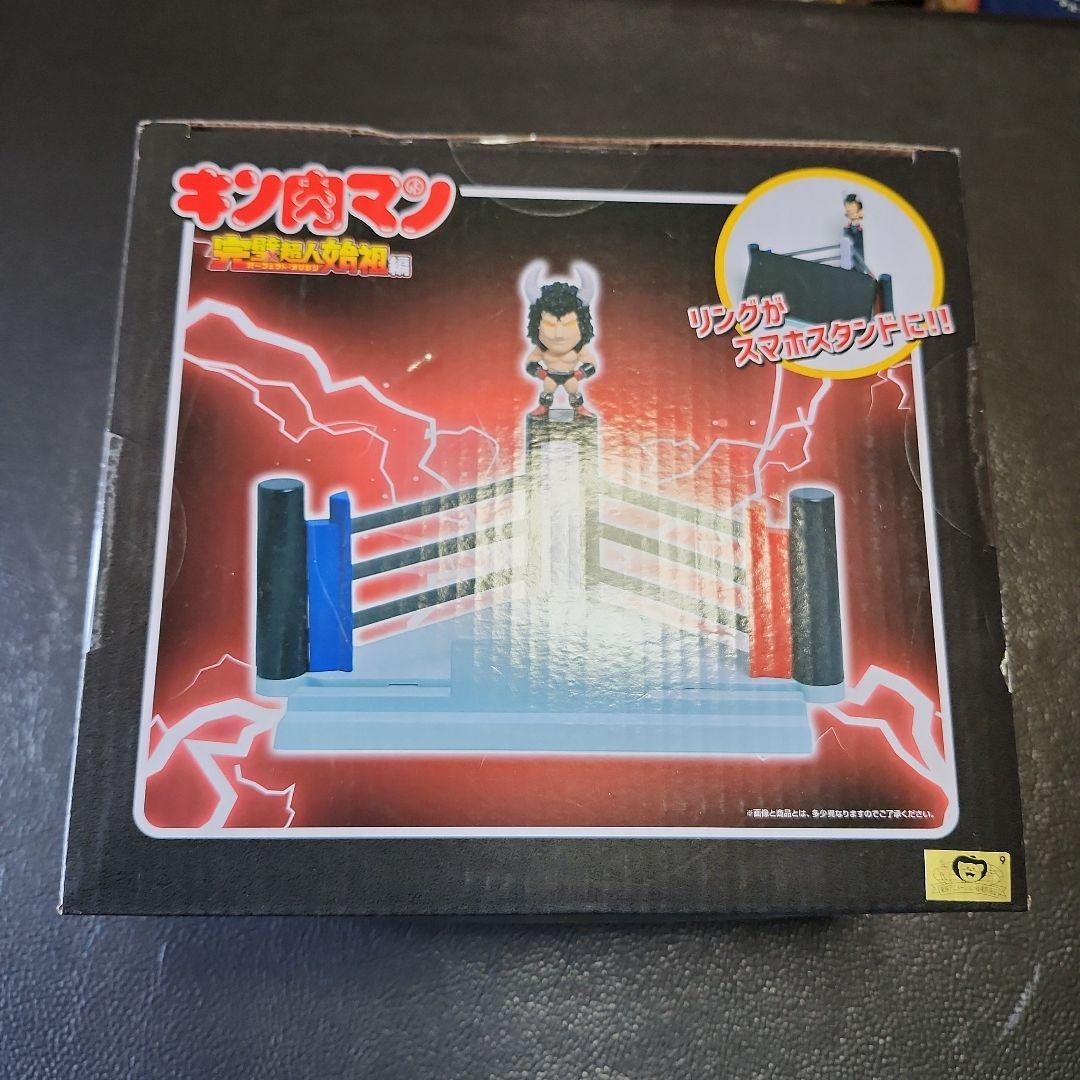 キン肉マン
完璧超人始祖編
パーフェクト・オリジン
リングが
スマホスタンドに!!
※画像と商品とは、多少異なりますのでご了承ください。
9